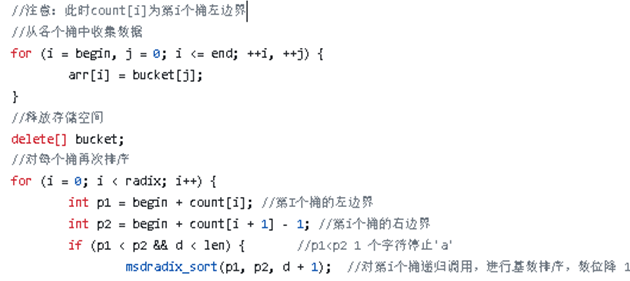 //注意：此时count[i]为第i个桶左边界
//从各个桶中收集数据
for (i = begin, j = 0; i <= end; ++i, ++j) {
arr[i] = bucket[j];
}
//释放存储空间
delete[] bucket;
//对每个桶再次排序
for (i = 0; i < radix; i++) {
int p1 = begin + count[i]; //第I个桶的左边界
int p2 = begin + count[i + 1] - 1; //第i个桶的右边界
if (p1 < p2 && d < len) { //p1<p2 1 个字符停止'a'
msdradix_sort(p1, p2, d + 1); //对第i个桶递归调用，进行基数排序，数位降 1